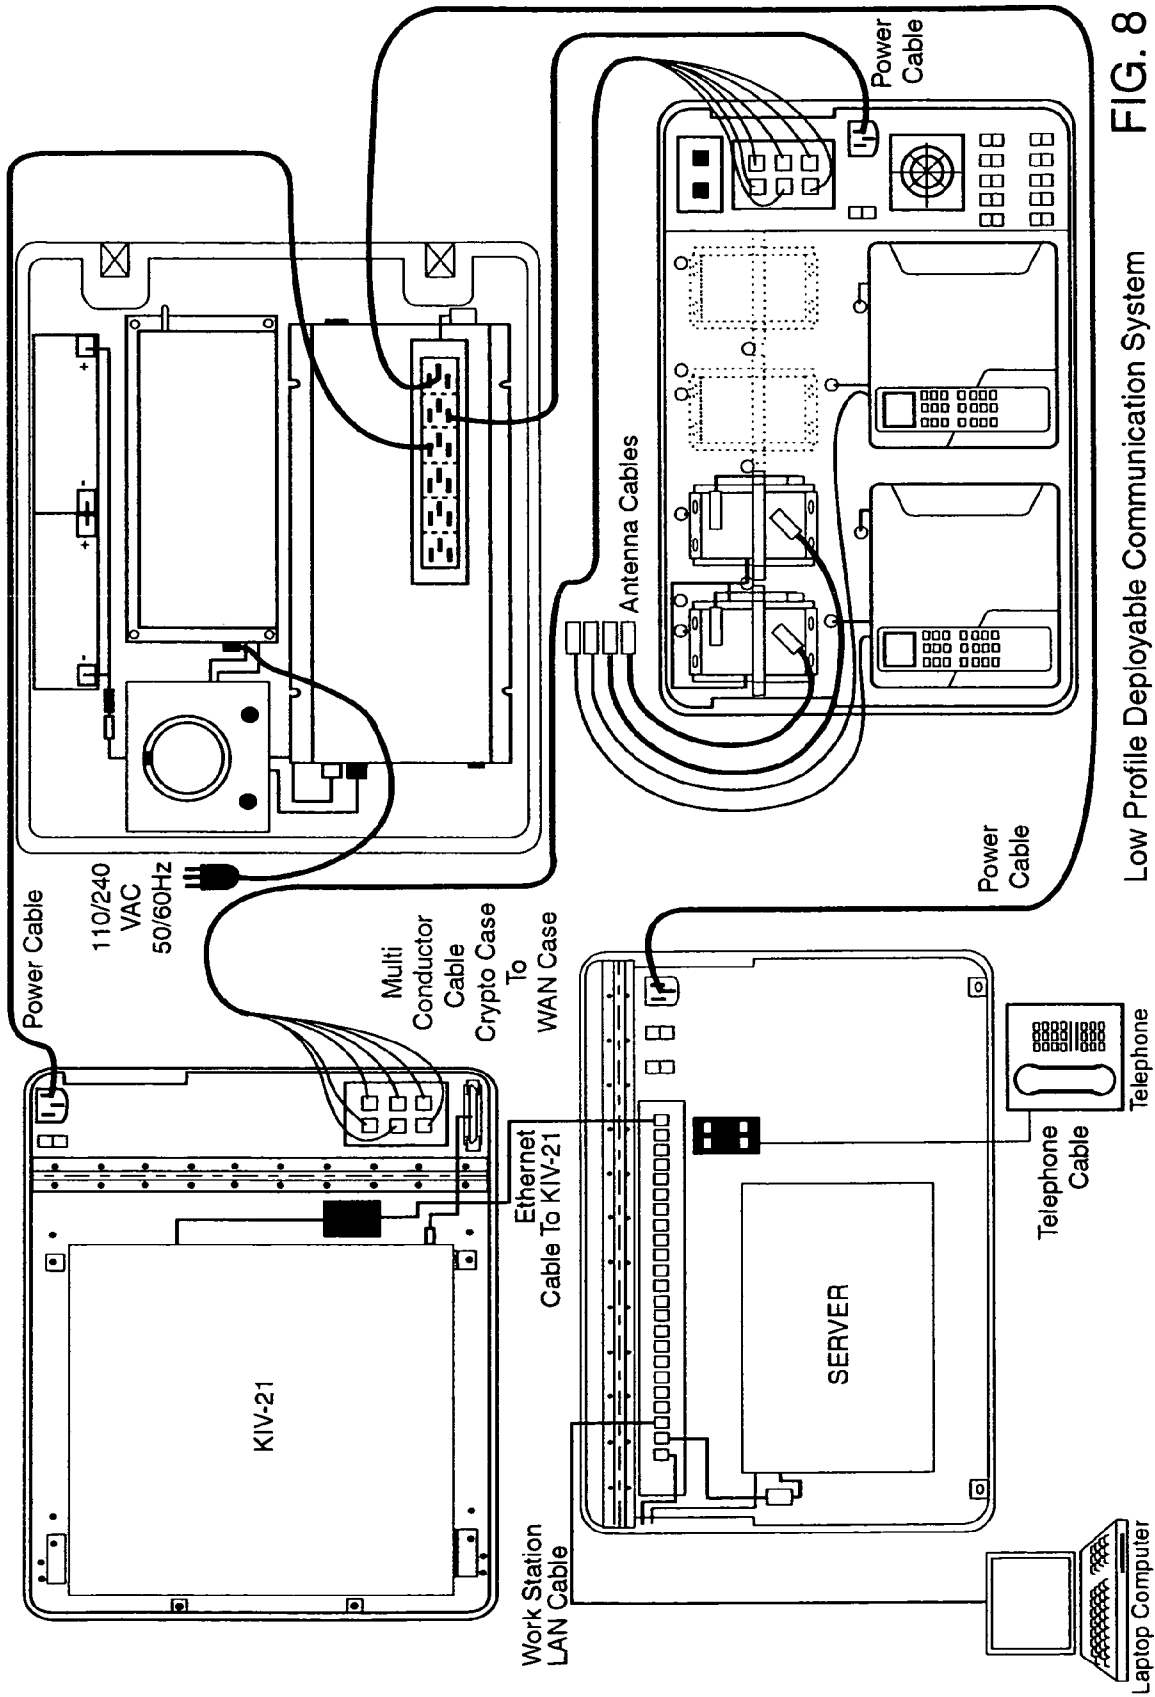 Power Cable
110/240
VAC
50/60Hz
Multi
Conductor
Cable
Crypto Case
To
WAN Case
KIV-21
+
-
+
-
Antenna Cables
Power
Cable
Ethernet
Cable To KIV-21
Work Station
LAN Cable
SERVER
Power
Cable
Telephone
Cable
Telephone
Laptop Computer
Low Profile Deployable Communication System
FIG. 8